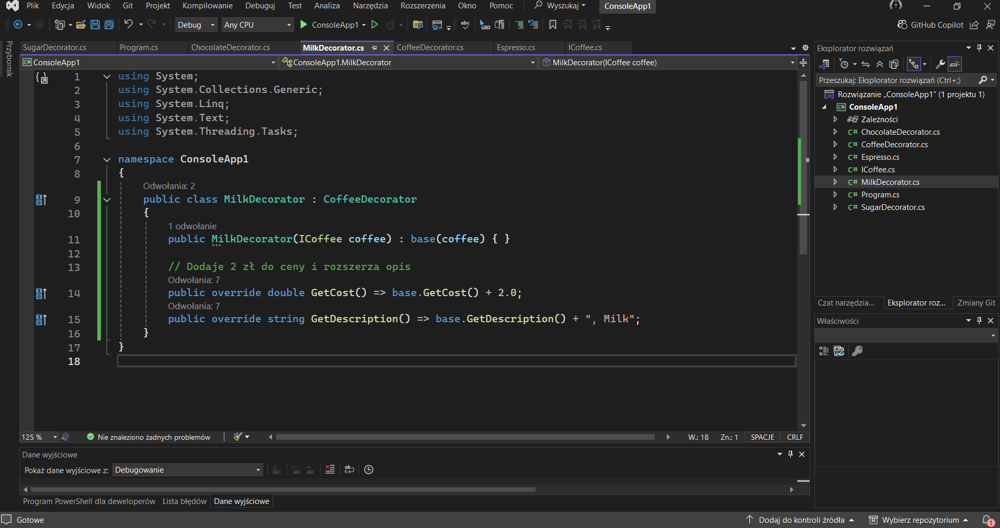 Plik Edycja Widok Git Projekt Kompilowanie Debuguj Test Analiza Narzędzia Rozszerzenia Okno Pomoc Wyszukaj ConsoleApp1
Debug Any CPU ConsoleApp1 GitHub Copilot
Przybornik
SugarDecorator.cs Program.cs ChocolateDecorator.cs MilkDecorator.cs CoffeeDecorator.cs Espresso.cs ICoffee.cs
ConsoleApp1 ConsoleApp1.MilkDecorator MilkDecorator(ICoffee coffee)
1 using System;
2 using System.Collections.Generic;
3 using System.Linq;
4 using System.Text;
5 using System.Threading.Tasks;
6
7 namespace ConsoleApp1
8 {
Odwołania: 2
9 public class MilkDecorator : CoffeeDecorator
10 {
1 odwołanie
11 public MilkDecorator(ICoffee coffee) : base(coffee) { }
12
13 // Dodaje 2 zł do ceny i rozszerza opis
Odwołania: 7
14 public override double GetCost() => base.GetCost() + 2.0;
Odwołania: 7
15 public override string GetDescription() => base.GetDescription() + ", Milk";
16 }
17 }
18
125 % Nie znaleziono żadnych problemów W.: 18 Zn.: 1 SPACJE CRLF
Dane wyjściowe
Pokaż dane wyjściowe z: Debugowanie
Program PowerShell dla deweloperów Lista błędów Dane wyjściowe
Eksplorator rozwiązań
Przeszukaj: Eksplorator rozwiązań (Ctrl+;)
Rozwiązanie „ConsoleApp1” (1 projektu 1)
ConsoleApp1
Zależności
C# ChocolateDecorator.cs
C# CoffeeDecorator.cs
C# Espresso.cs
C# ICoffee.cs
C# MilkDecorator.cs
C# Program.cs
C# SugarDecorator.cs
Czat narzędzia... Eksplorator roz... Zmiany Git
Właściwości
Gotowe Dodaj do kontroli źródła Wybierz repozytorium 1